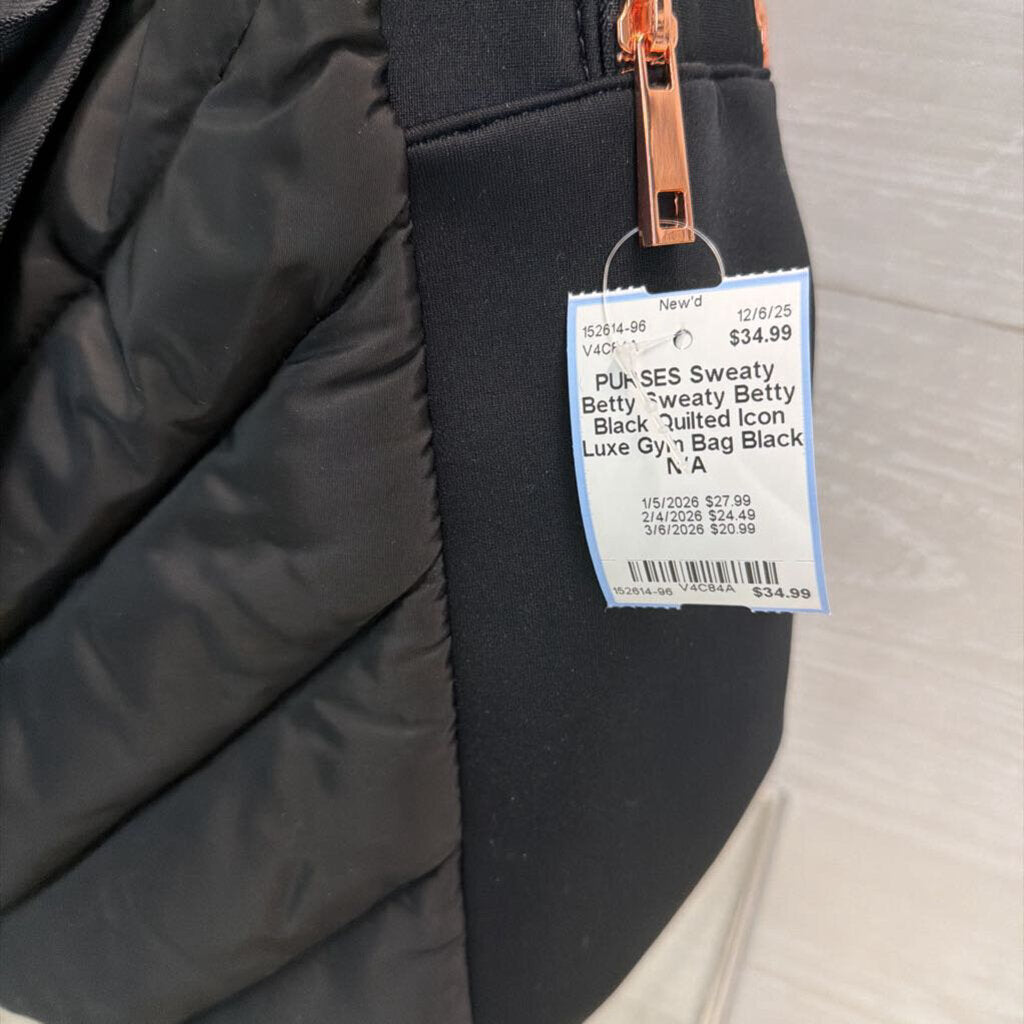 New'd
152614-96 12/6/25
V4C84A $34.99
PURSES Sweaty
Betty Sweaty Betty
Black Quilted Icon
Luxe Gym Bag Black
N/A
1/5/2026 $27.99
2/4/2026 $24.49
3/6/2026 $20.99
152614-96 V4C84A $34.99